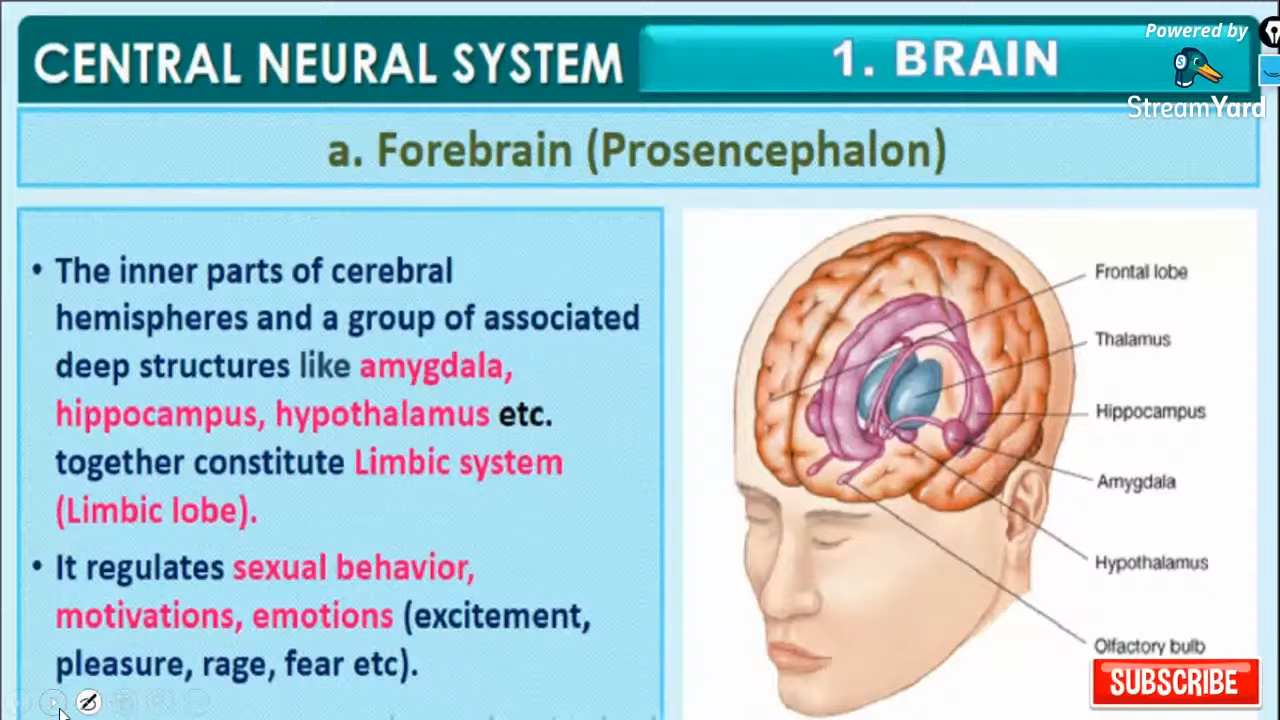 CENTRAL NEURAL SYSTEM
1. BRAIN
Powered by
StreamYard
a. Forebrain (Prosencephalon)
• The inner parts of cerebral
hemispheres and a group of associated
deep structures like amygdala,
hippocampus, hypothalamus etc.
together constitute Limbic system
(Limbic lobe).
• It regulates sexual behavior,
motivations, emotions (excitement,
pleasure, rage, fear etc).
Frontal lobe
Thalamus
Hippocampus
Amygdala
Hypothalamus
Olfactory bulb
SUBSCRIBE